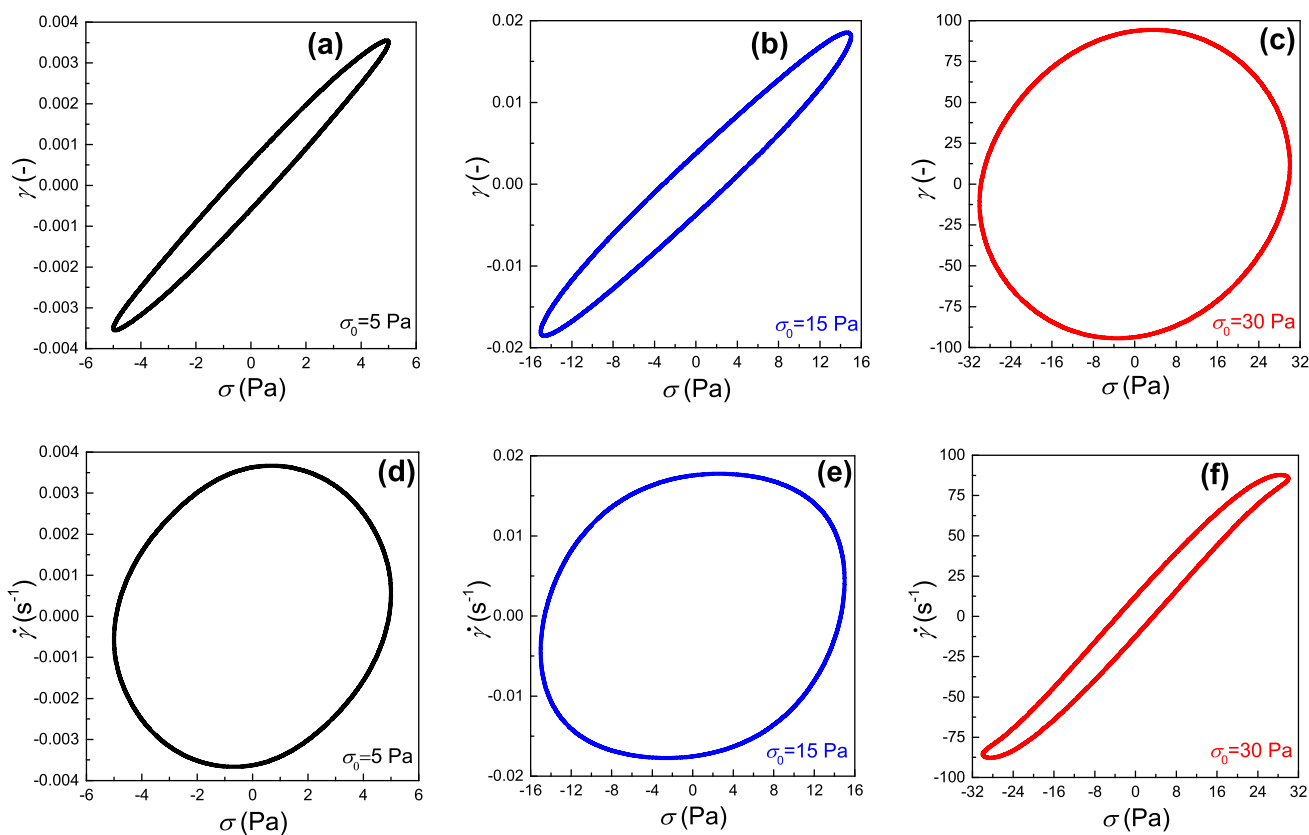 (a)
0.004
0.003
0.002
0.001
0.000
-0.001
-0.002
-0.003
-0.004
γ (-)
σ₀=5 Pa
-6 -4 -2 0 2 4 6
σ (Pa)
(b)
0.02
0.01
0.00
-0.01
-0.02
γ (-)
σ₀=15 Pa
-16 -12 -8 -4 0 4 8 12 16
σ (Pa)
(c)
100
75
50
25
0
-25
-50
-75
-100
γ (-)
σ₀=30 Pa
-32 -24 -16 -8 0 8 16 24 32
σ (Pa)
(d)
0.004
0.003
0.002
0.001
0.000
-0.001
-0.002
-0.003
-0.004
γ̇ (s⁻¹)
σ₀=5 Pa
-6 -4 -2 0 2 4 6
σ (Pa)
(e)
0.02
0.01
0.00
-0.01
-0.02
γ̇ (s⁻¹)
σ₀=15 Pa
-16 -12 -8 -4 0 4 8 12 16
σ (Pa)
(f)
100
75
50
25
0
-25
-50
-75
-100
γ̇ (s⁻¹)
σ₀=30 Pa
-32 -24 -16 -8 0 8 16 24 32
σ (Pa)